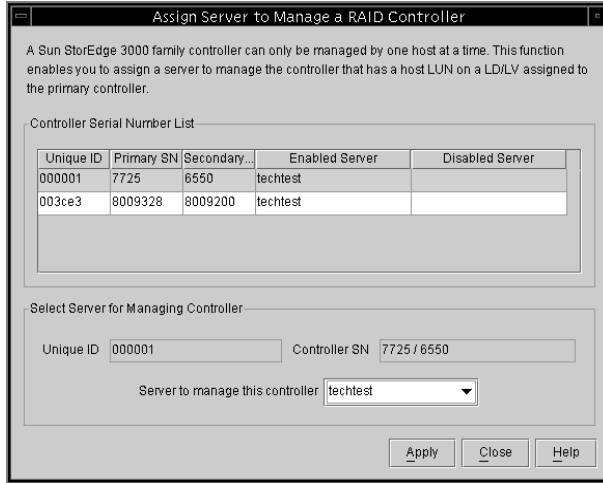 Assign Server to Manage a RAID Controller
A Sun StorEdge 3000 family controller can only be managed by one host at a time. This function
enables you to assign a server to manage the controller that has a host LUN on a LD/LV assigned to
the primary controller.
Controller Serial Number List
Unique ID Primary SN Secondary... Enabled Server Disabled Server
000001 7725 6550 techtest
003ce3 8009328 8009200 techtest
Select Server for Managing Controller
Unique ID 000001 Controller SN 7725 / 6550
Server to manage this controller techtest
Apply Close Help